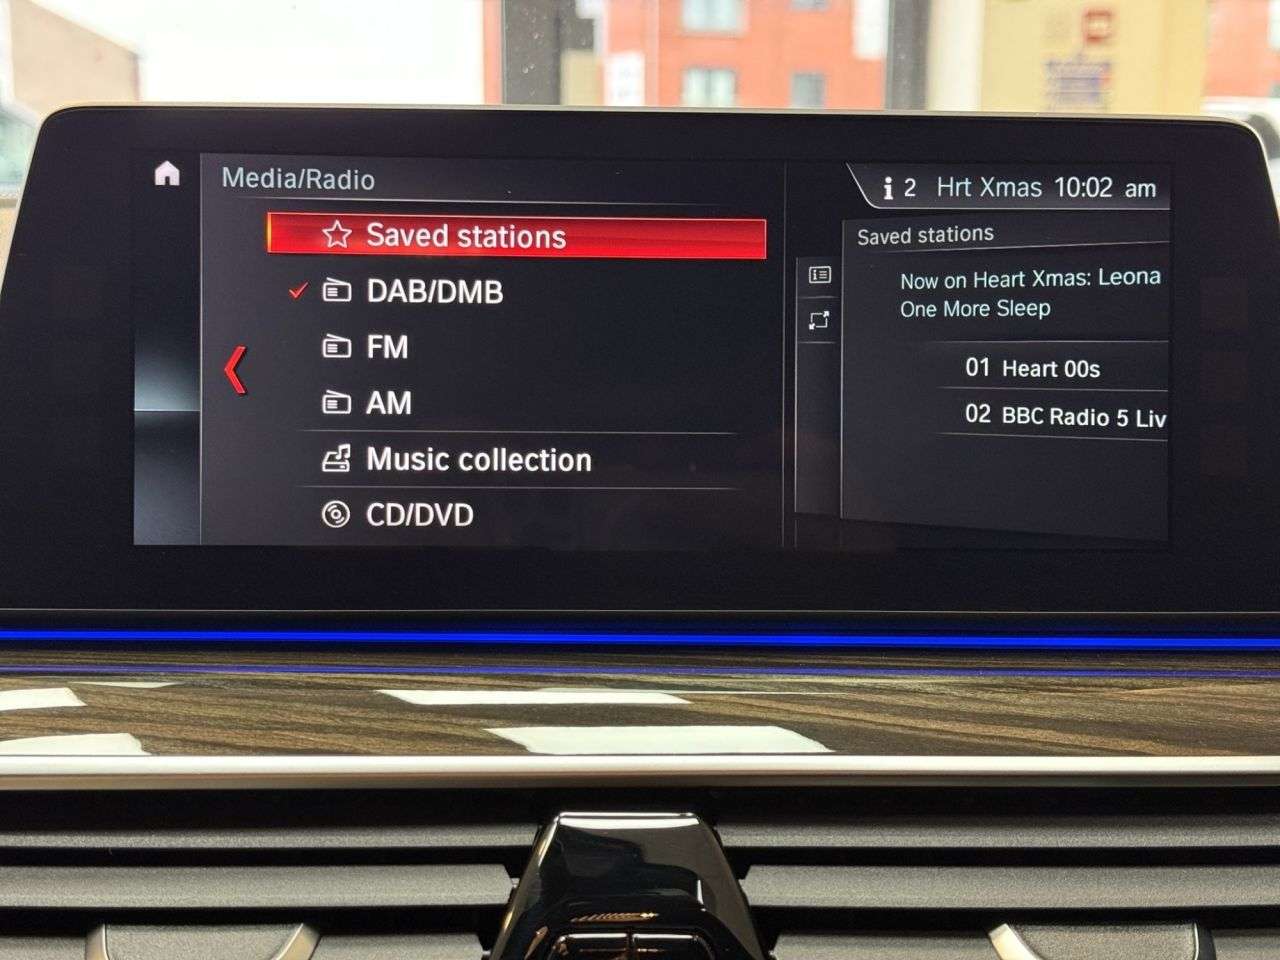 Media/Radio
Saved stations
DAB/DMB
FM
AM
Music collection
CD/DVD
2 Hrt Xmas 10:02 am
Saved stations
Now on Heart Xmas: Leona
One More Sleep
01 Heart 00s
02 BBC Radio 5 Liv